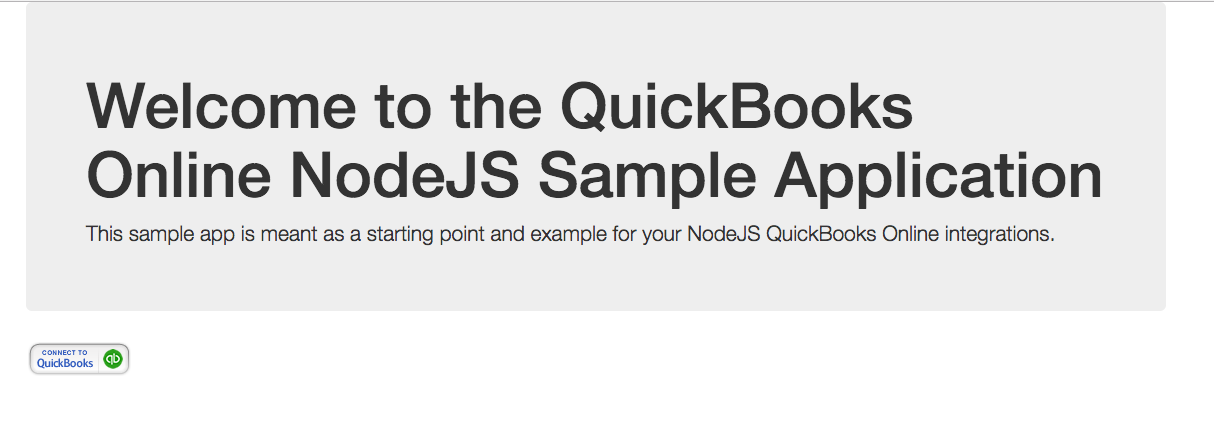 Welcome to the QuickBooks
Online NodeJS Sample Application
This sample app is meant as a starting point and example for your NodeJS QuickBooks Online integrations.
CONNECT TO
QuickBooks
qb